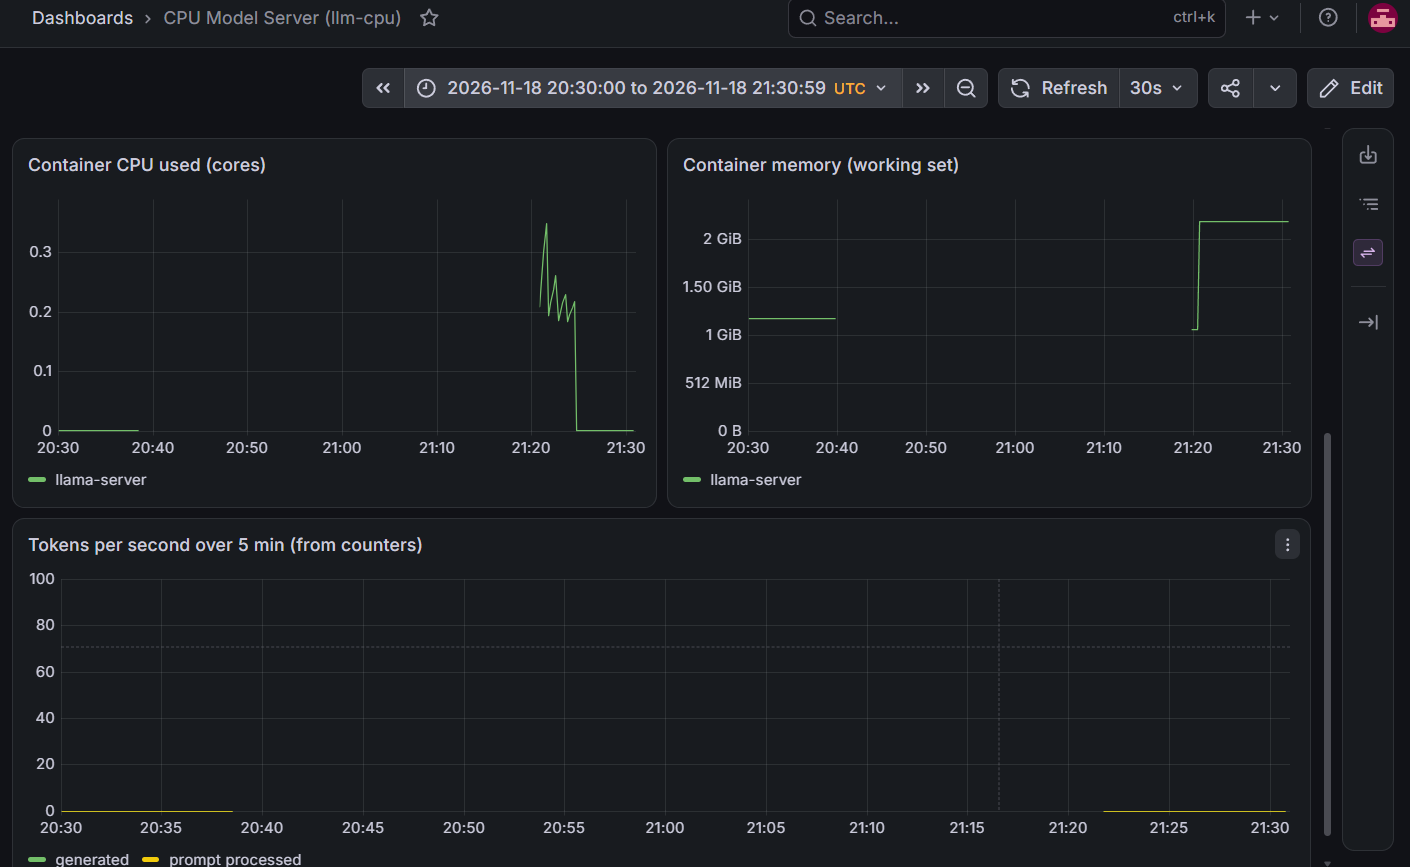 Dashboards › CPU Model Server (llm-cpu) Search... ctrl+k
2026-11-18 20:30:00 to 2026-11-18 21:30:59 UTC Refresh 30s Edit
Container CPU used (cores)
0.3
0.2
0.1
0
20:30 20:40 20:50 21:00 21:10 21:20 21:30
llama-server
Container memory (working set)
2 GiB
1.50 GiB
1 GiB
512 MiB
0 B
20:30 20:40 20:50 21:00 21:10 21:20 21:30
llama-server
Tokens per second over 5 min (from counters)
100
80
60
40
20
0
20:30 20:35 20:40 20:45 20:50 20:55 21:00 21:05 21:10 21:15 21:20 21:25 21:30
generated prompt processed